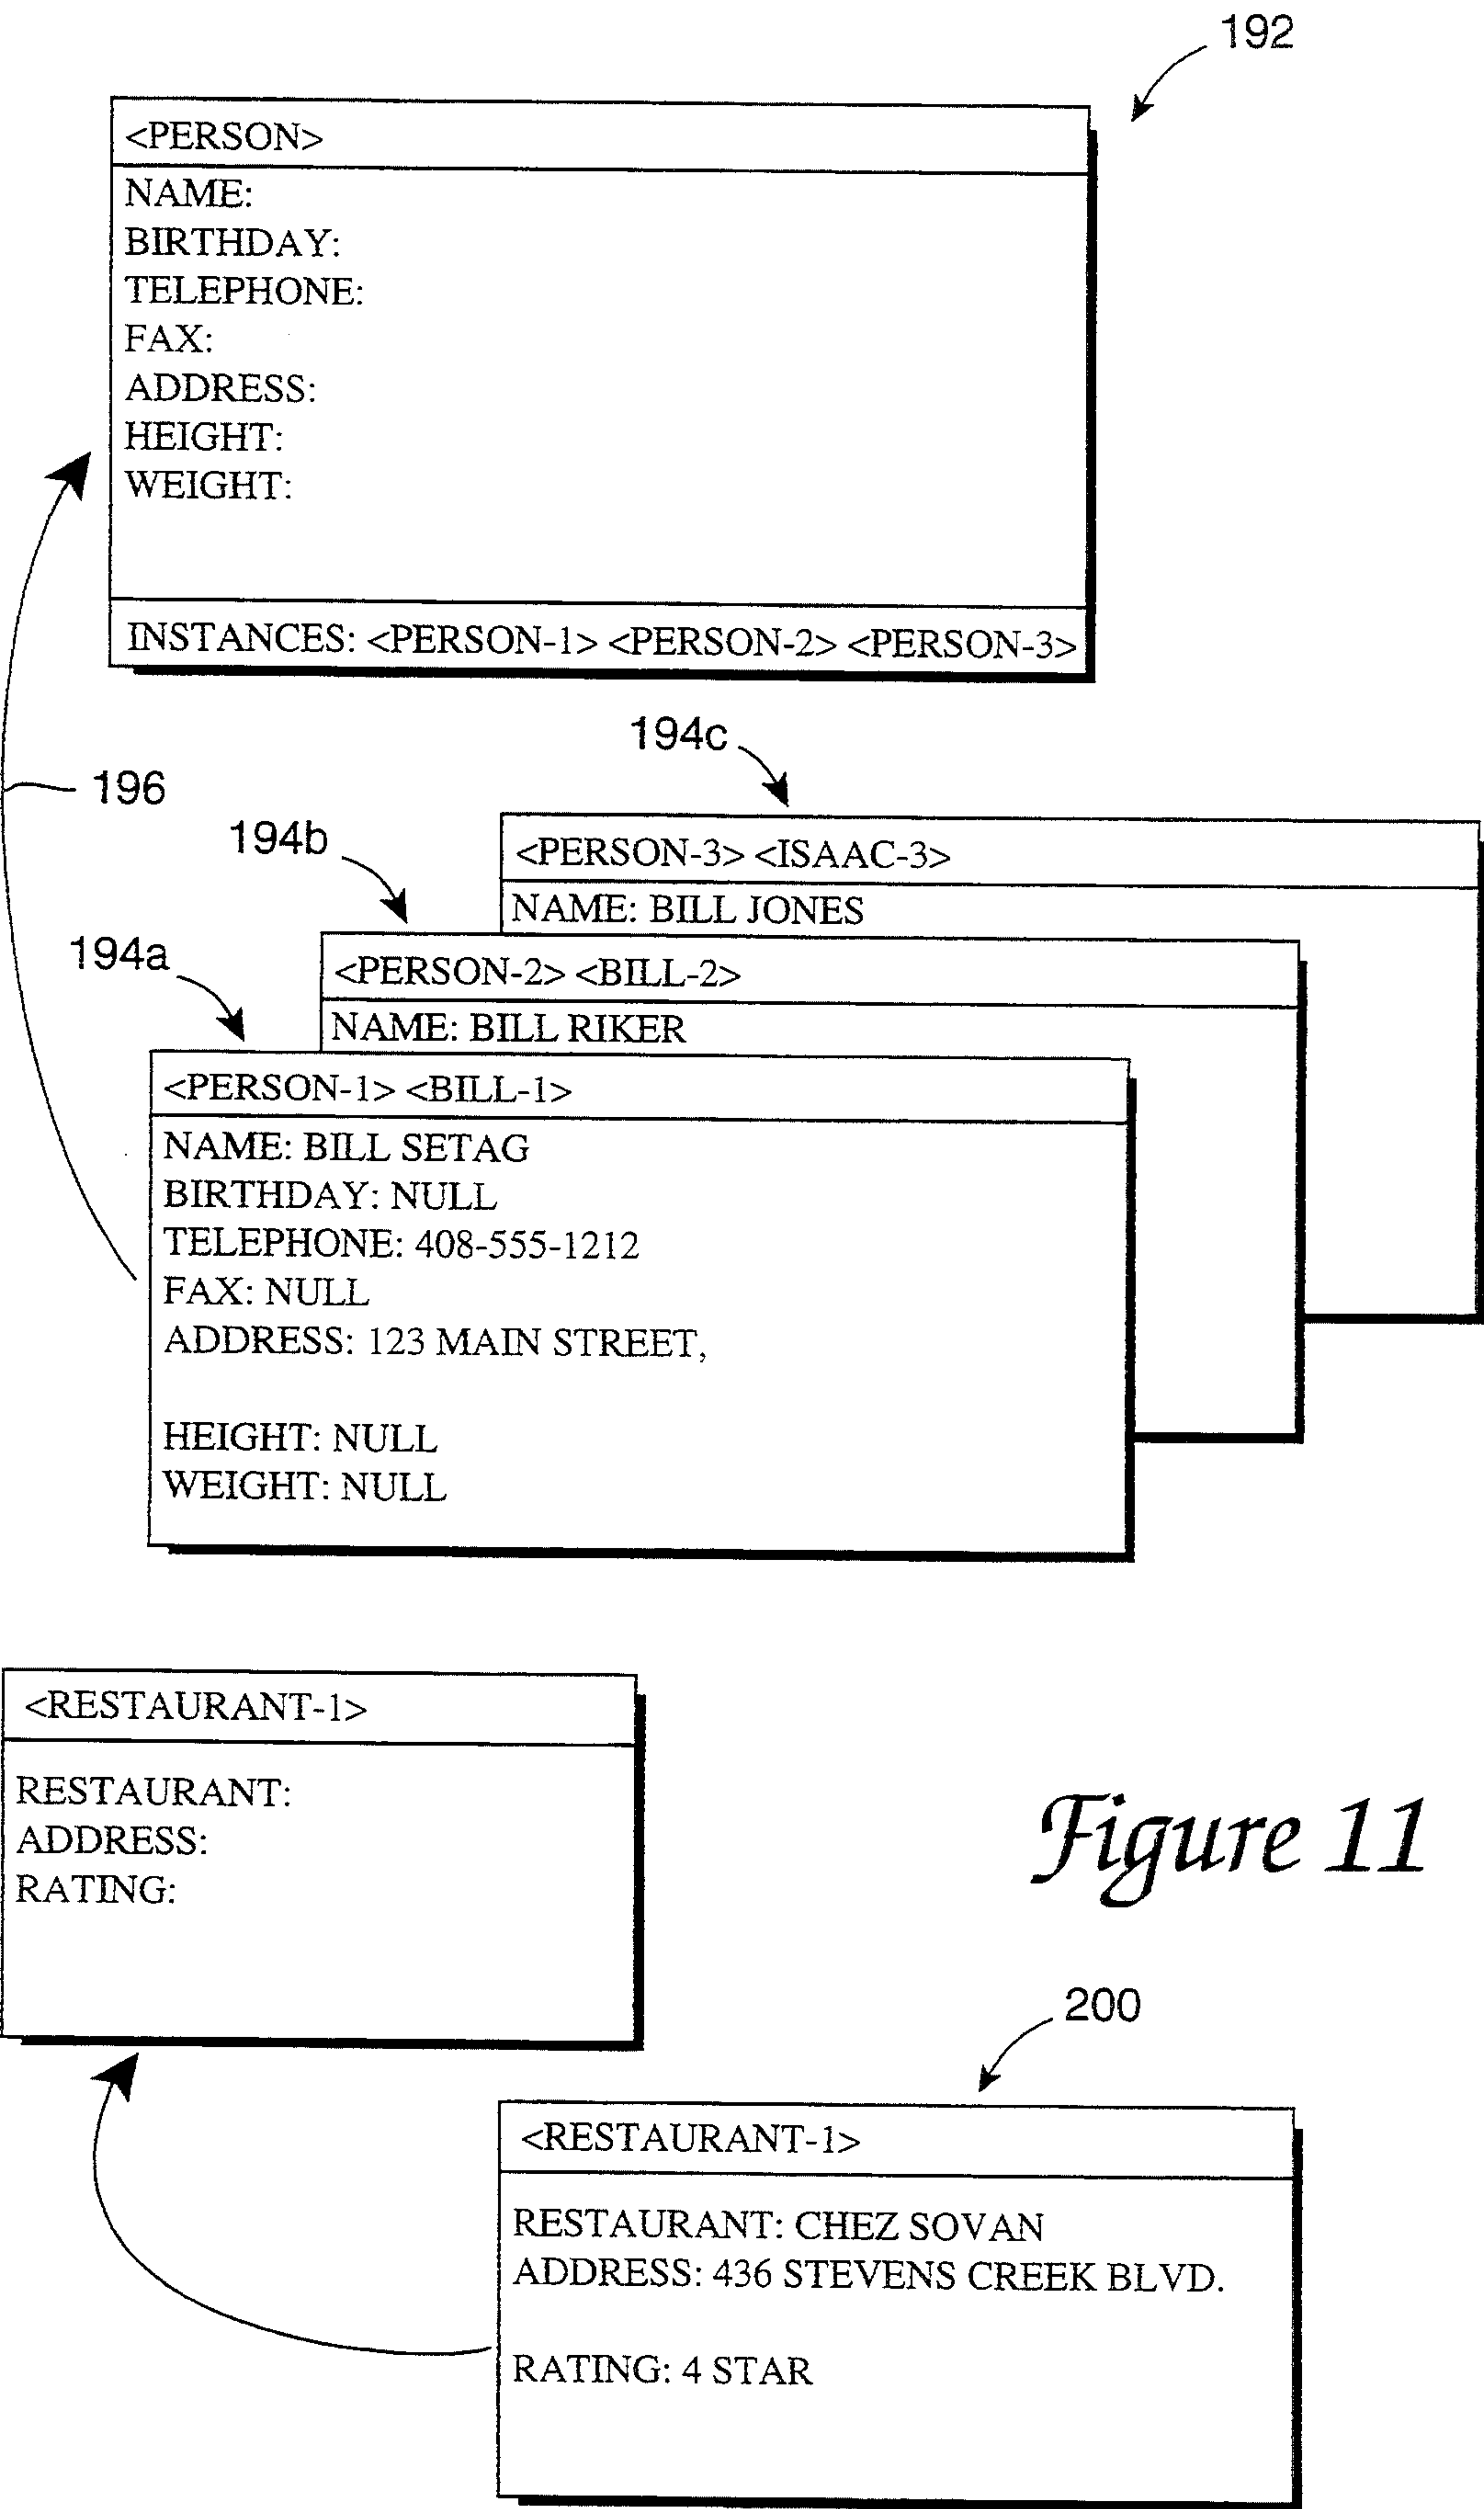 192
<PERSON>
NAME:
BIRTHDAY:
TELEPHONE:
FAX:
ADDRESS:
HEIGHT:
WEIGHT:
INSTANCES: <PERSON-1> <PERSON-2> <PERSON-3>
196
194c
<PERSON-3> <ISAAC-3>
NAME: BILL JONES
194b
<PERSON-2> <BILL-2>
NAME: BILL RIKER
194a
<PERSON-1> <BILL-1>
NAME: BILL SETAG
BIRTHDAY: NULL
TELEPHONE: 408-555-1212
FAX: NULL
ADDRESS: 123 MAIN STREET,
HEIGHT: NULL
WEIGHT: NULL
<RESTAURANT-1>
RESTAURANT:
ADDRESS:
RATING:
Figure 11
200
<RESTAURANT-1>
RESTAURANT: CHEZ SOVAN
ADDRESS: 436 STEVENS CREEK BLVD.
RATING: 4 STAR